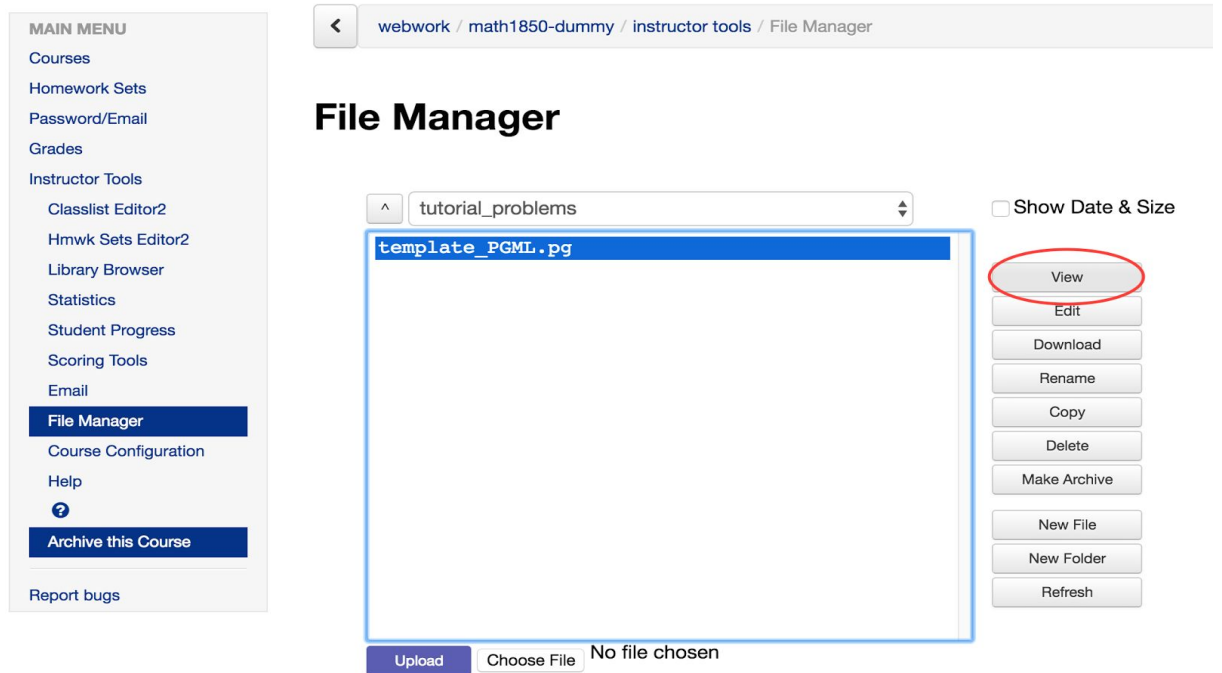 MAIN MENU
Courses
Homework Sets
Password/Email
Grades
Instructor Tools
Classlist Editor2
Hmwk Sets Editor2
Library Browser
Statistics
Student Progress
Scoring Tools
Email
File Manager
Course Configuration
Help
?
Archive this Course
Report bugs
< webwork / math1850-dummy / instructor tools / File Manager
File Manager
^ tutorial_problems
template_PGML.pg
Show Date & Size
View
Edit
Download
Rename
Copy
Delete
Make Archive
New File
New Folder
Refresh
Upload Choose File No file chosen